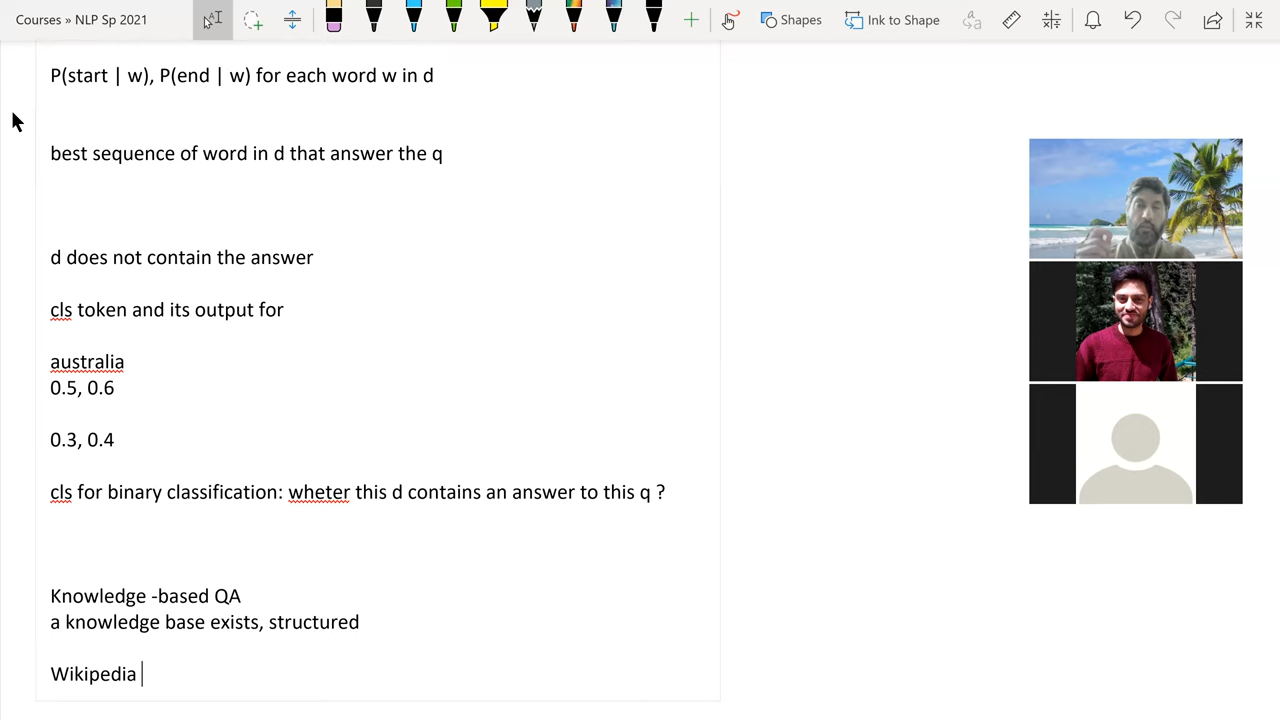 Courses » NLP Sp 2021
Shapes
Ink to Shape
P(start | w), P(end | w) for each word w in d
best sequence of word in d that answer the q
d does not contain the answer
cls token and its output for
australia
0.5, 0.6
0.3, 0.4
cls for binary classification: wheter this d contains an answer to this q ?
Knowledge -based QA
a knowledge base exists, structured
Wikipedia